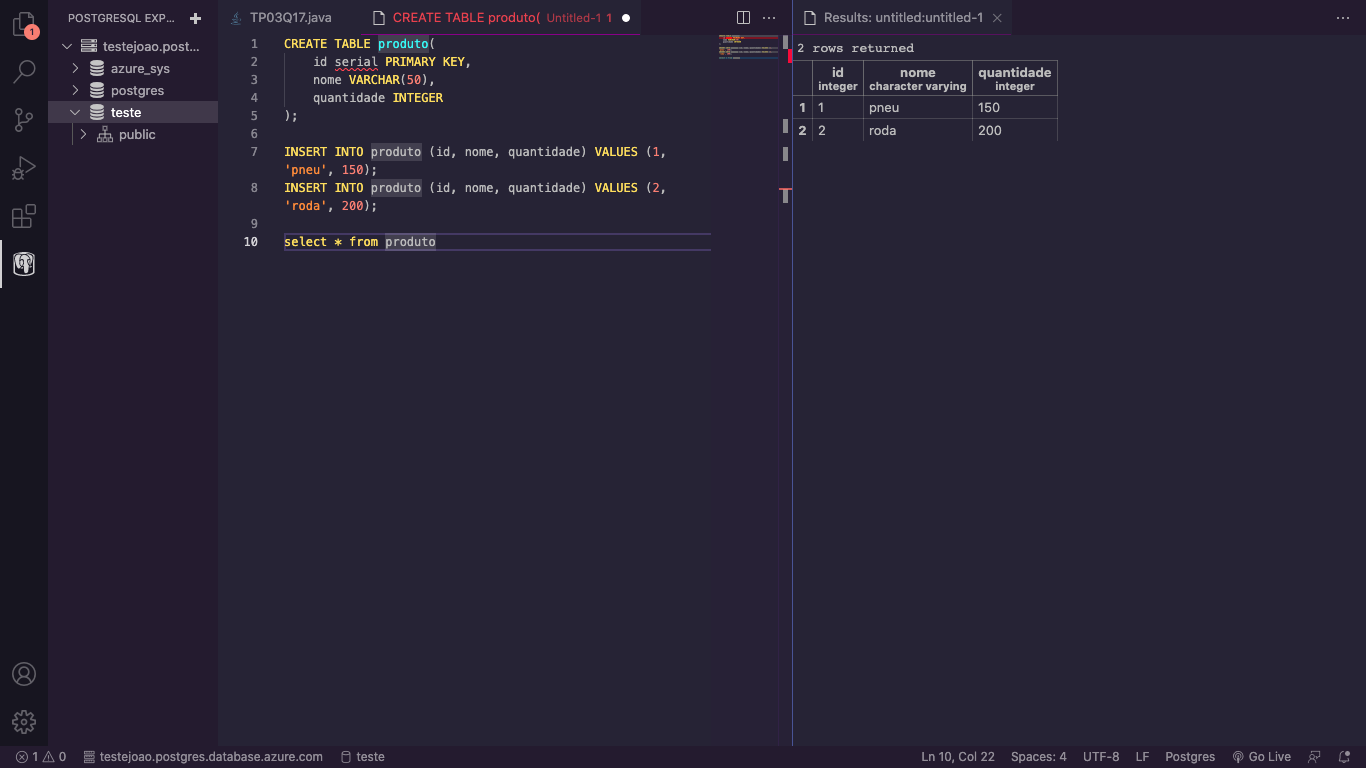 POSTGRESQL EXP...
1
testejoao.post...
azure_sys
postgres
teste
public
TP03Q17.java
CREATE TABLE produto( Untitled-1 1
1 CREATE TABLE produto(
2 id serial PRIMARY KEY,
3 nome VARCHAR(50),
4 quantidade INTEGER
5 );
6
7 INSERT INTO produto (id, nome, quantidade) VALUES (1,
'pneu', 150);
8 INSERT INTO produto (id, nome, quantidade) VALUES (2,
'roda', 200);
9
10 select * from produto
Results: untitled:untitled-1
2 rows returned
id nome quantidade
integer character varying integer
1 1 pneu 150
2 2 roda 200
1 0 testejoao.postgres.database.azure.com teste Ln 10, Col 22 Spaces: 4 UTF-8 LF Postgres Go Live